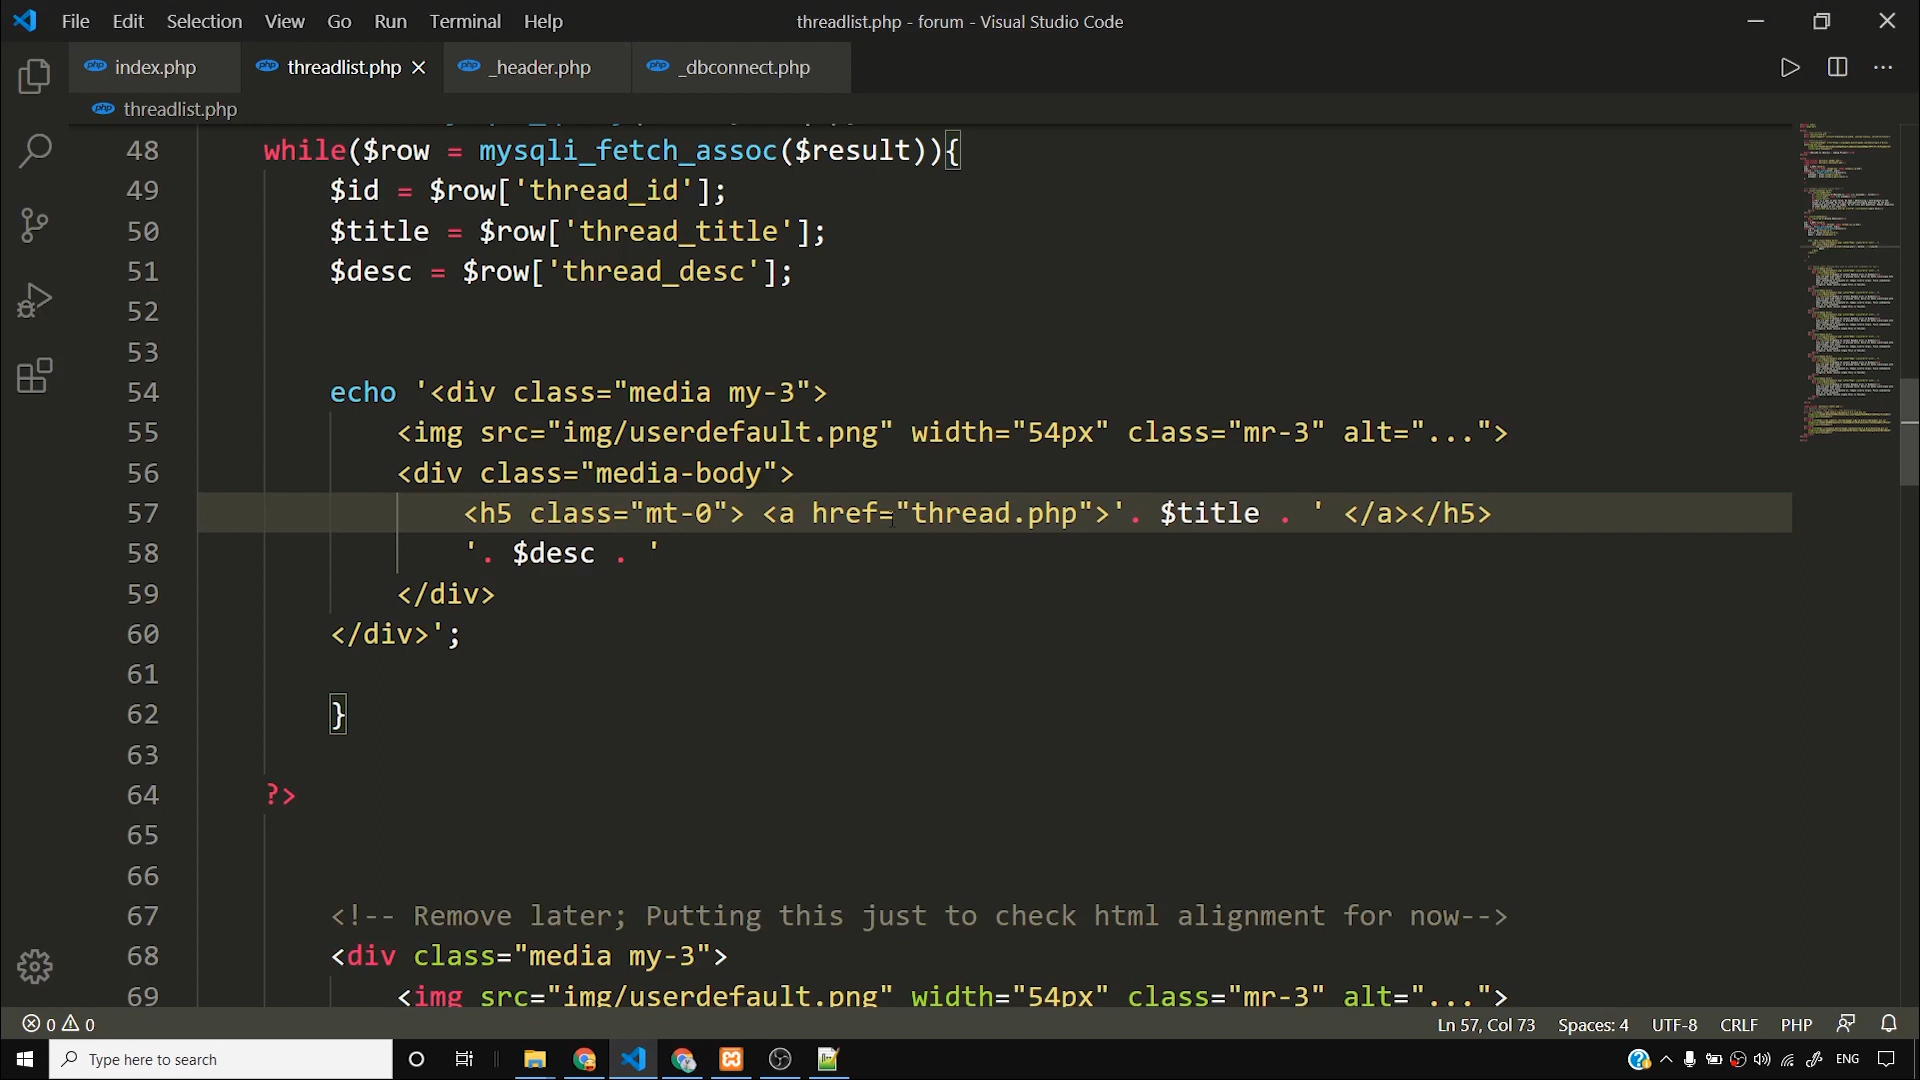 File Edit Selection View Go Run Terminal Help
threadlist.php - forum - Visual Studio Code
php index.php
php threadlist.php
php _header.php
php _dbconnect.php
php threadlist.php
48 while($row = mysqli_fetch_assoc($result)){
49 $id = $row['thread_id'];
50 $title = $row['thread_title'];
51 $desc = $row['thread_desc'];
52
53
54 echo '<div class="media my-3">
55 <img src="img/userdefault.png" width="54px" class="mr-3" alt="...">
56 <div class="media-body">
57 <h5 class="mt-0"> <a href="thread.php">'. $title . ' </a></h5>
58 '. $desc . '
59 </div>
60 </div>';
61
62 }
63
64 ?>
65
66
67 <!-- Remove later; Putting this just to check html alignment for now-->
68 <div class="media my-3">
69 <img src="img/userdefault.png" width="54px" class="mr-3" alt="...">
0 0
Ln 57, Col 73 Spaces: 4 UTF-8 CRLF PHP
Type here to search
ENG